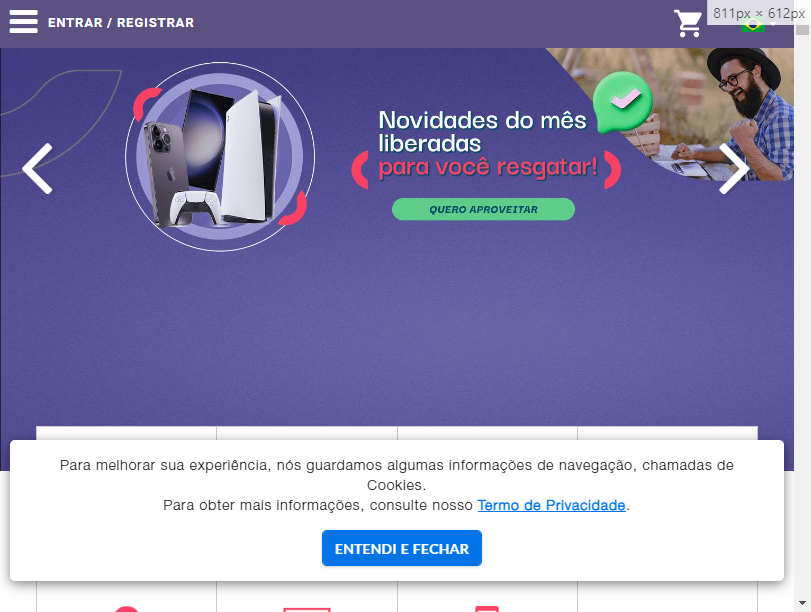 ENTRAR / REGISTRAR
811px × 612px
Novidades do mês
liberadas
para você resgatar!
QUERO APROVEITAR
Para melhorar sua experiência, nós guardamos algumas informações de navegação, chamadas de
Cookies.
Para obter mais informações, consulte nosso Termo de Privacidade.
ENTENDI E FECHAR